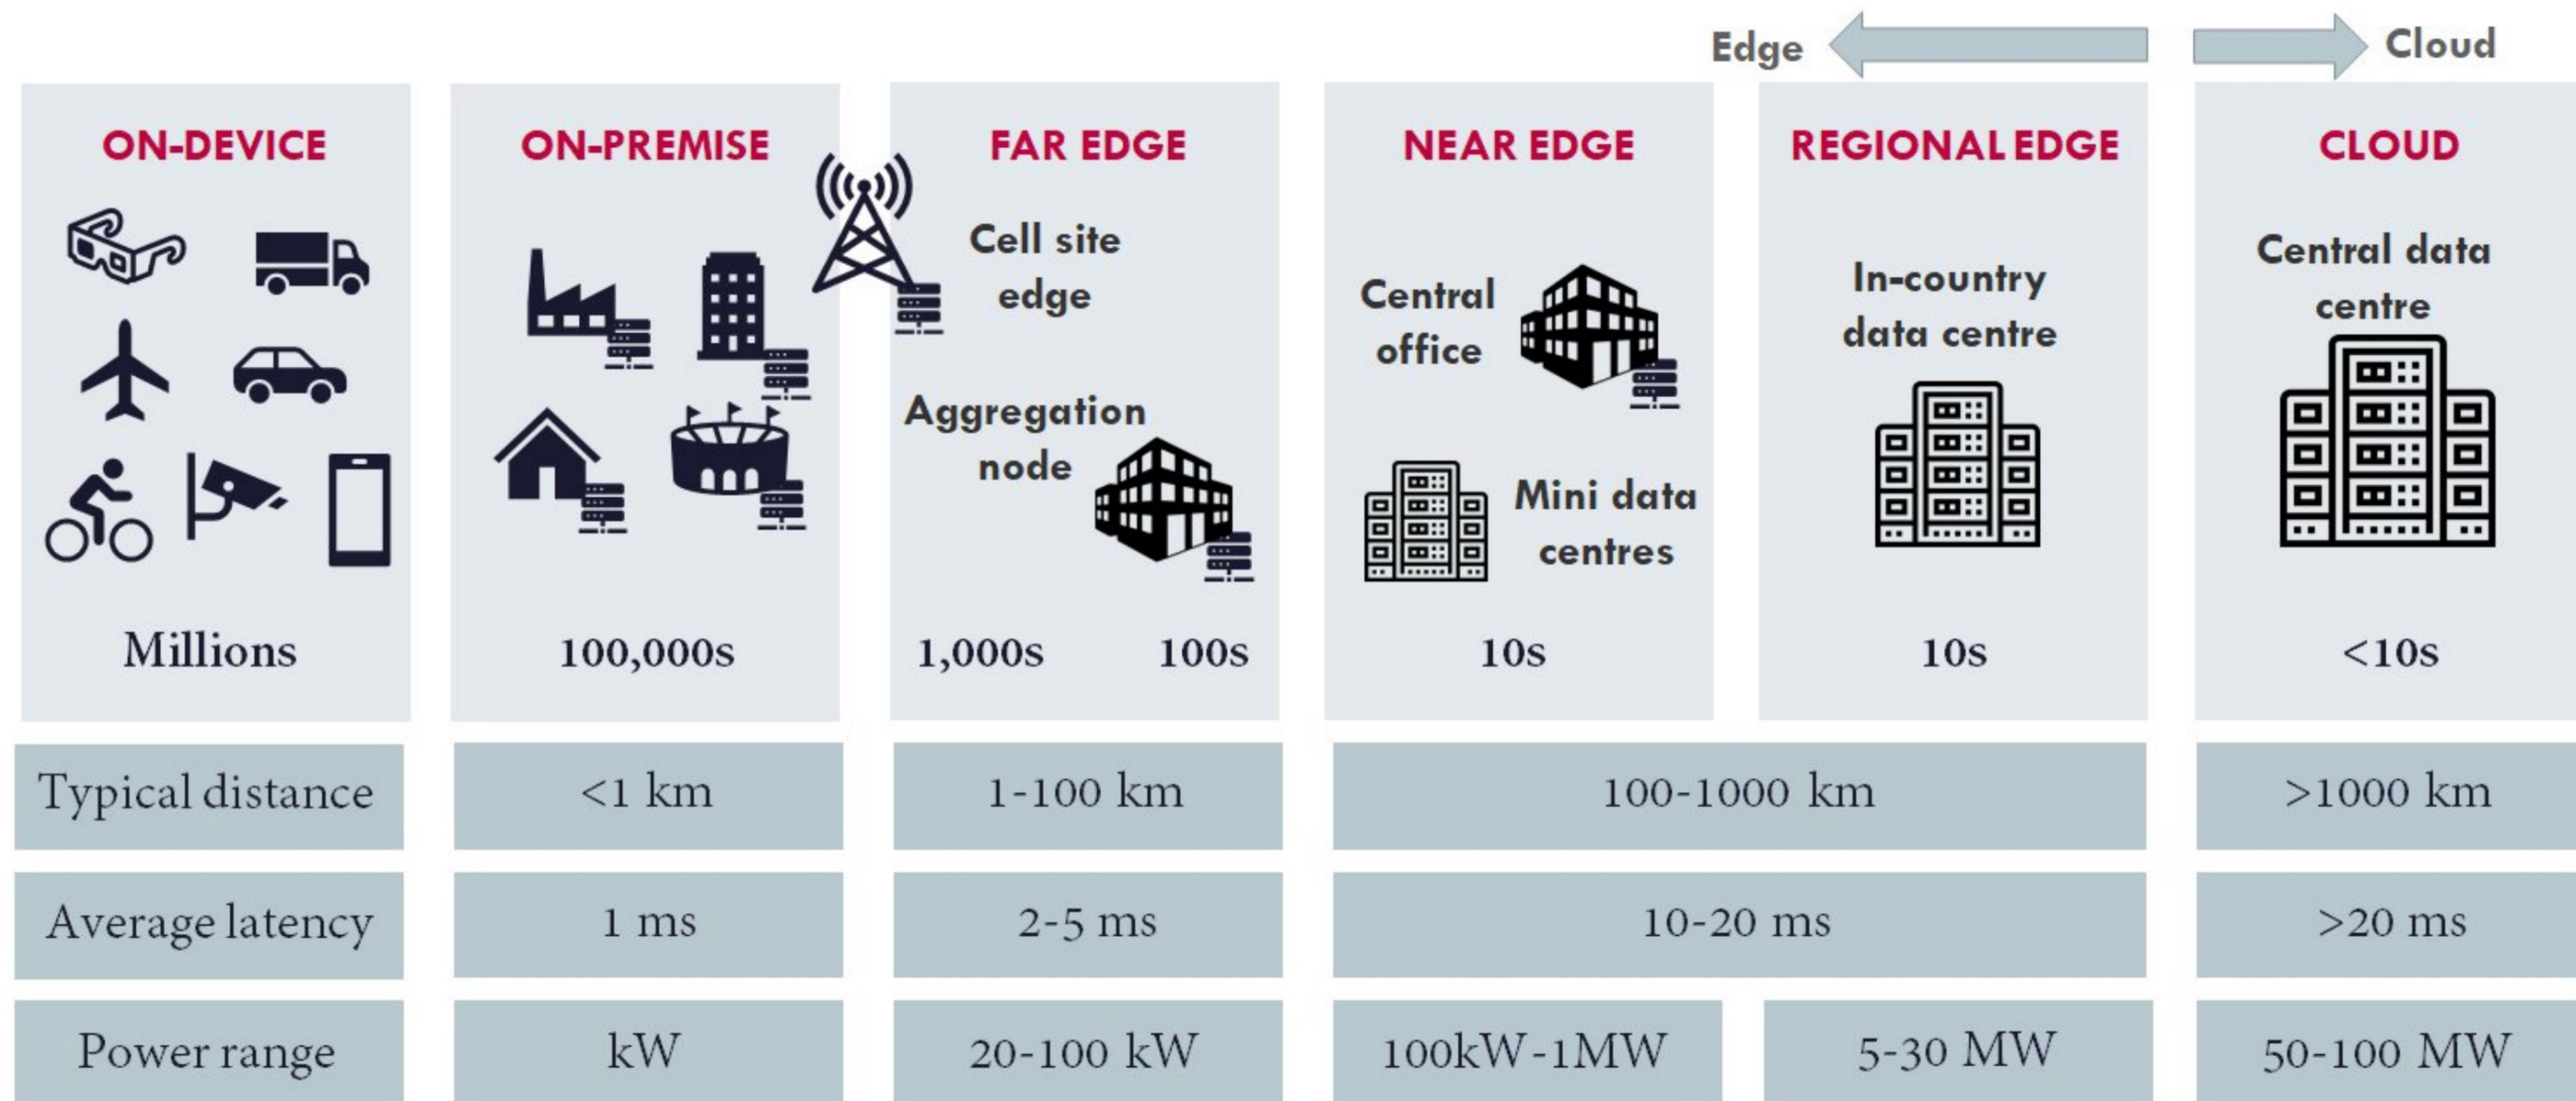 Edge
Cloud
ON-DEVICE
Millions
ON-PREMISE
100,000s
FAR EDGE
Cell site
edge
Aggregation
node
1,000s 100s
NEAR EDGE
Central
office
Mini data
centres
10s
REGIONAL EDGE
In-country
data centre
10s
CLOUD
Central data
centre
<10s
Typical distance
<1 km
1-100 km
100-1000 km
>1000 km
Average latency
1 ms
2-5 ms
10-20 ms
>20 ms
Power range
kW
20-100 kW
100kW-1MW
5-30 MW
50-100 MW